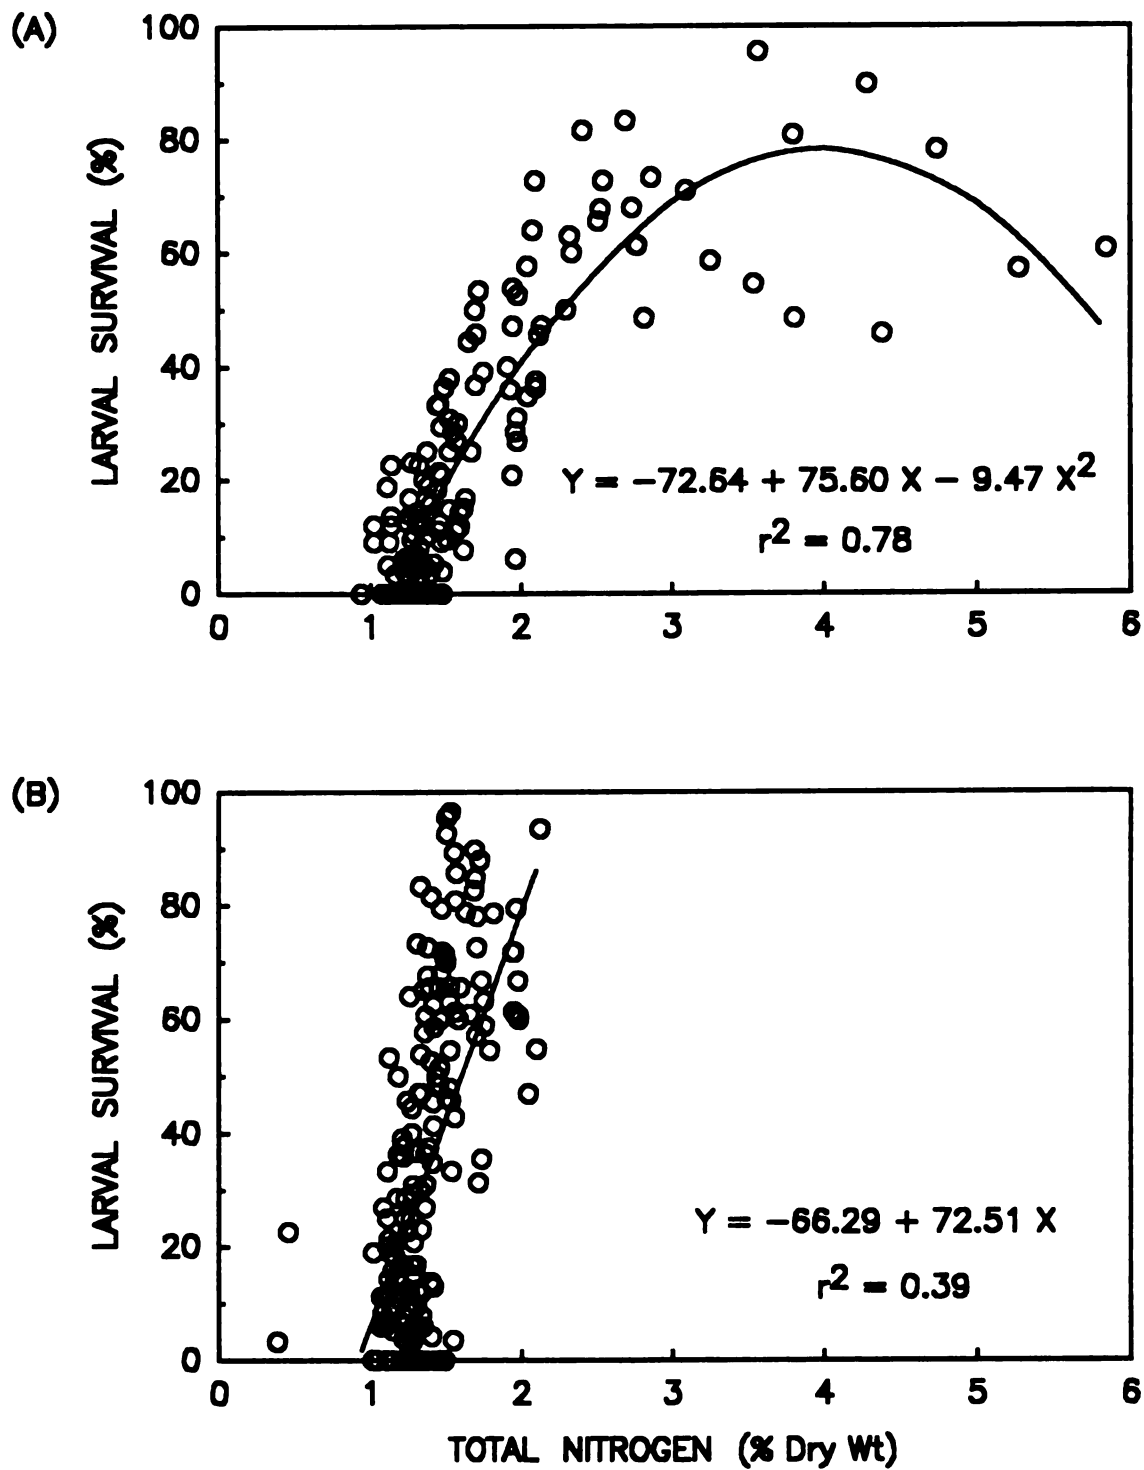 (A)
100
80
60
40
20
0
LARVAL SURVIVAL (%)
Y = −72.64 + 75.60 X − 9.47 X²
r² = 0.78
0 1 2 3 4 5 6
(B)
100
80
60
40
20
0
LARVAL SURVIVAL (%)
Y = −66.29 + 72.51 X
r² = 0.39
0 1 2 3 4 5 6
TOTAL NITROGEN (% Dry Wt)